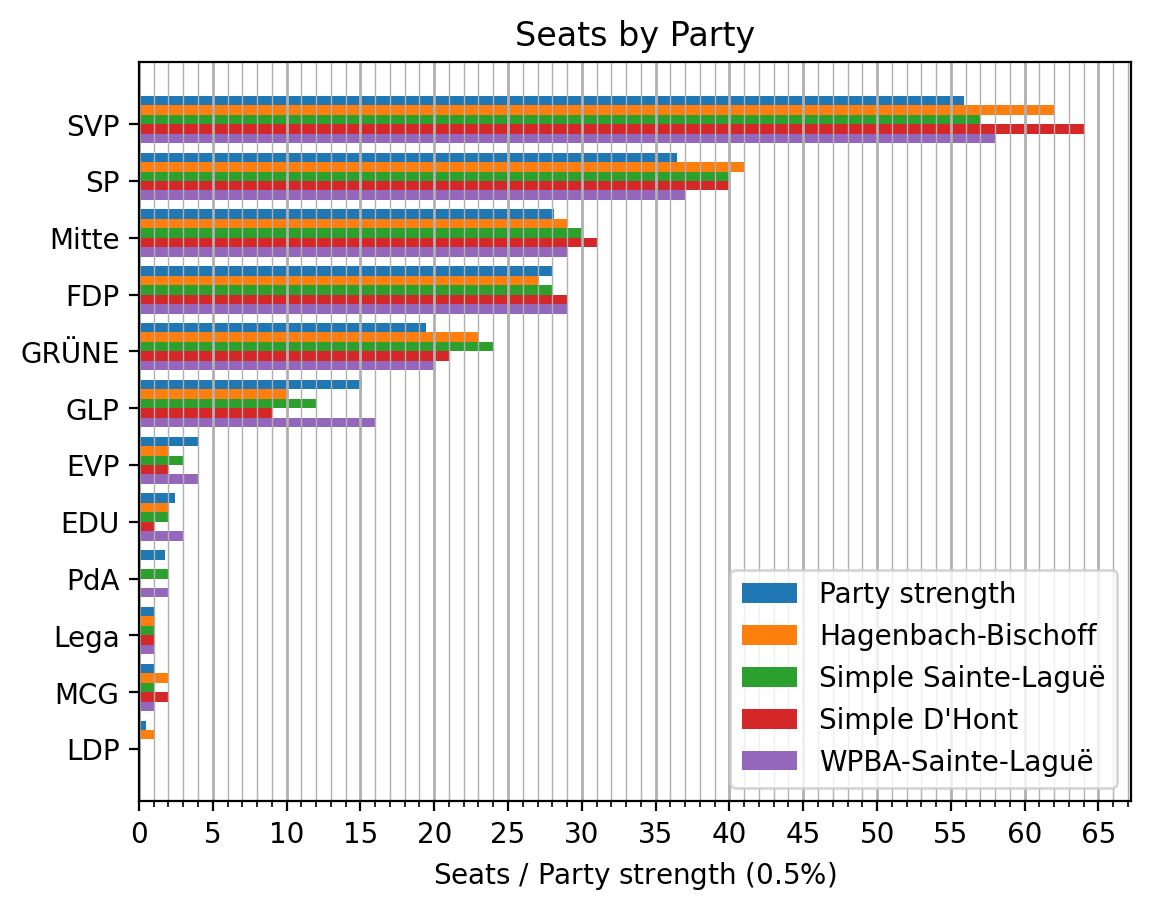 Seats by Party
SVP
SP
Mitte
FDP
GRÜNE
GLP
EVP
EDU
PdA
Lega
MCG
LDP
Party strength
Hagenbach-Bischoff
Simple Sainte-Laguë
Simple D'Hont
WPBA-Sainte-Laguë
0 5 10 15 20 25 30 35 40 45 50 55 60 65
Seats / Party strength (0.5%)